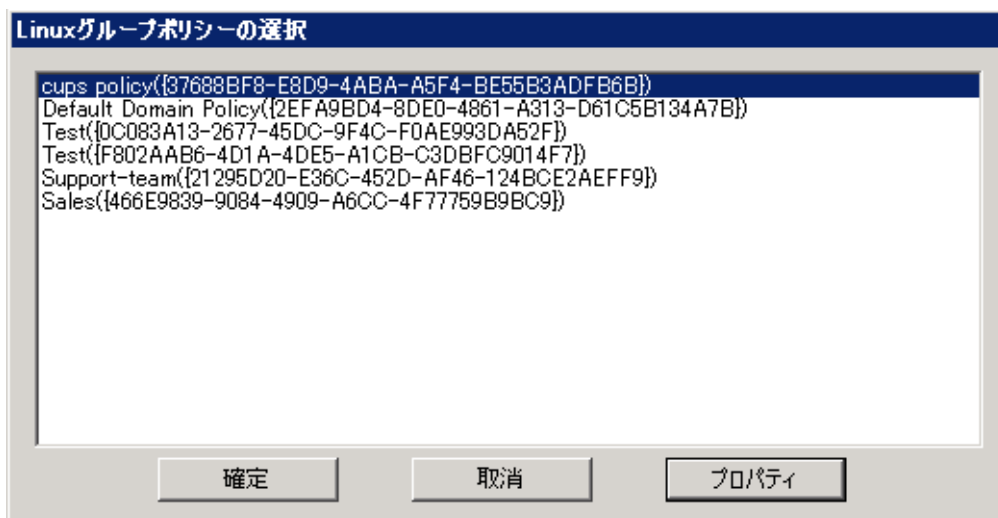 Linuxグループポリシーの選択
cups policy({37688BF8-E8D9-4ABA-A5F4-BE55B3ADFB6B})
Default Domain Policy({2EFA9BD4-8DE0-4861-A313-D61C5B134A7B})
Test({0C083A13-2677-45DC-9F4C-F0AE993DA52F})
Test({F802AAB6-4D1A-4DE5-A1CB-C3DBFC9014F7})
Support-team({21295D20-E36C-452D-AF46-124BCE2AEFF9})
Sales({466E9839-9084-4909-A6CC-4F77759B9BC9})
確定 取消 プロパティ